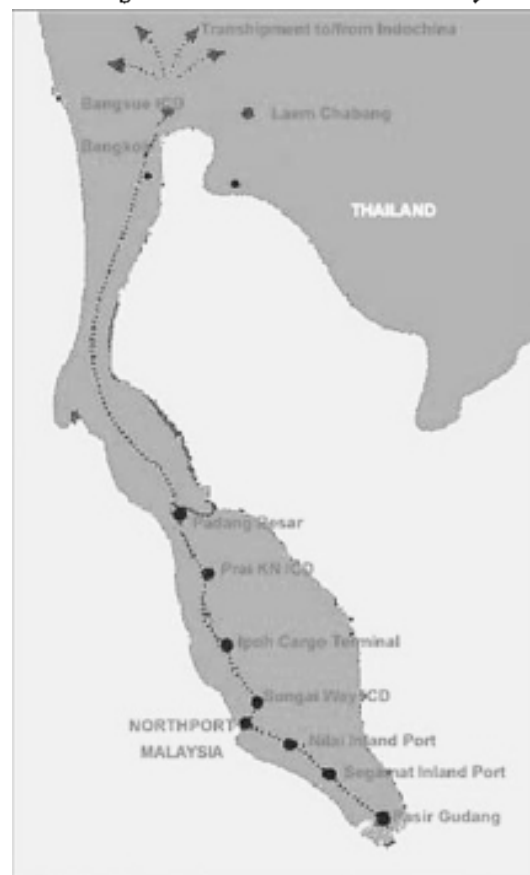 Transhipment to/from Indochina
Bangsue ICD
Laem Chabang
Bangkok
THAILAND
Padang Besar
Prai KN ICD
Ipoh Cargo Terminal
Sungai Way ICD
NORTHPORT
MALAYSIA
Nilai Inland Port
Segamat Inland Port
Pasir Gudang